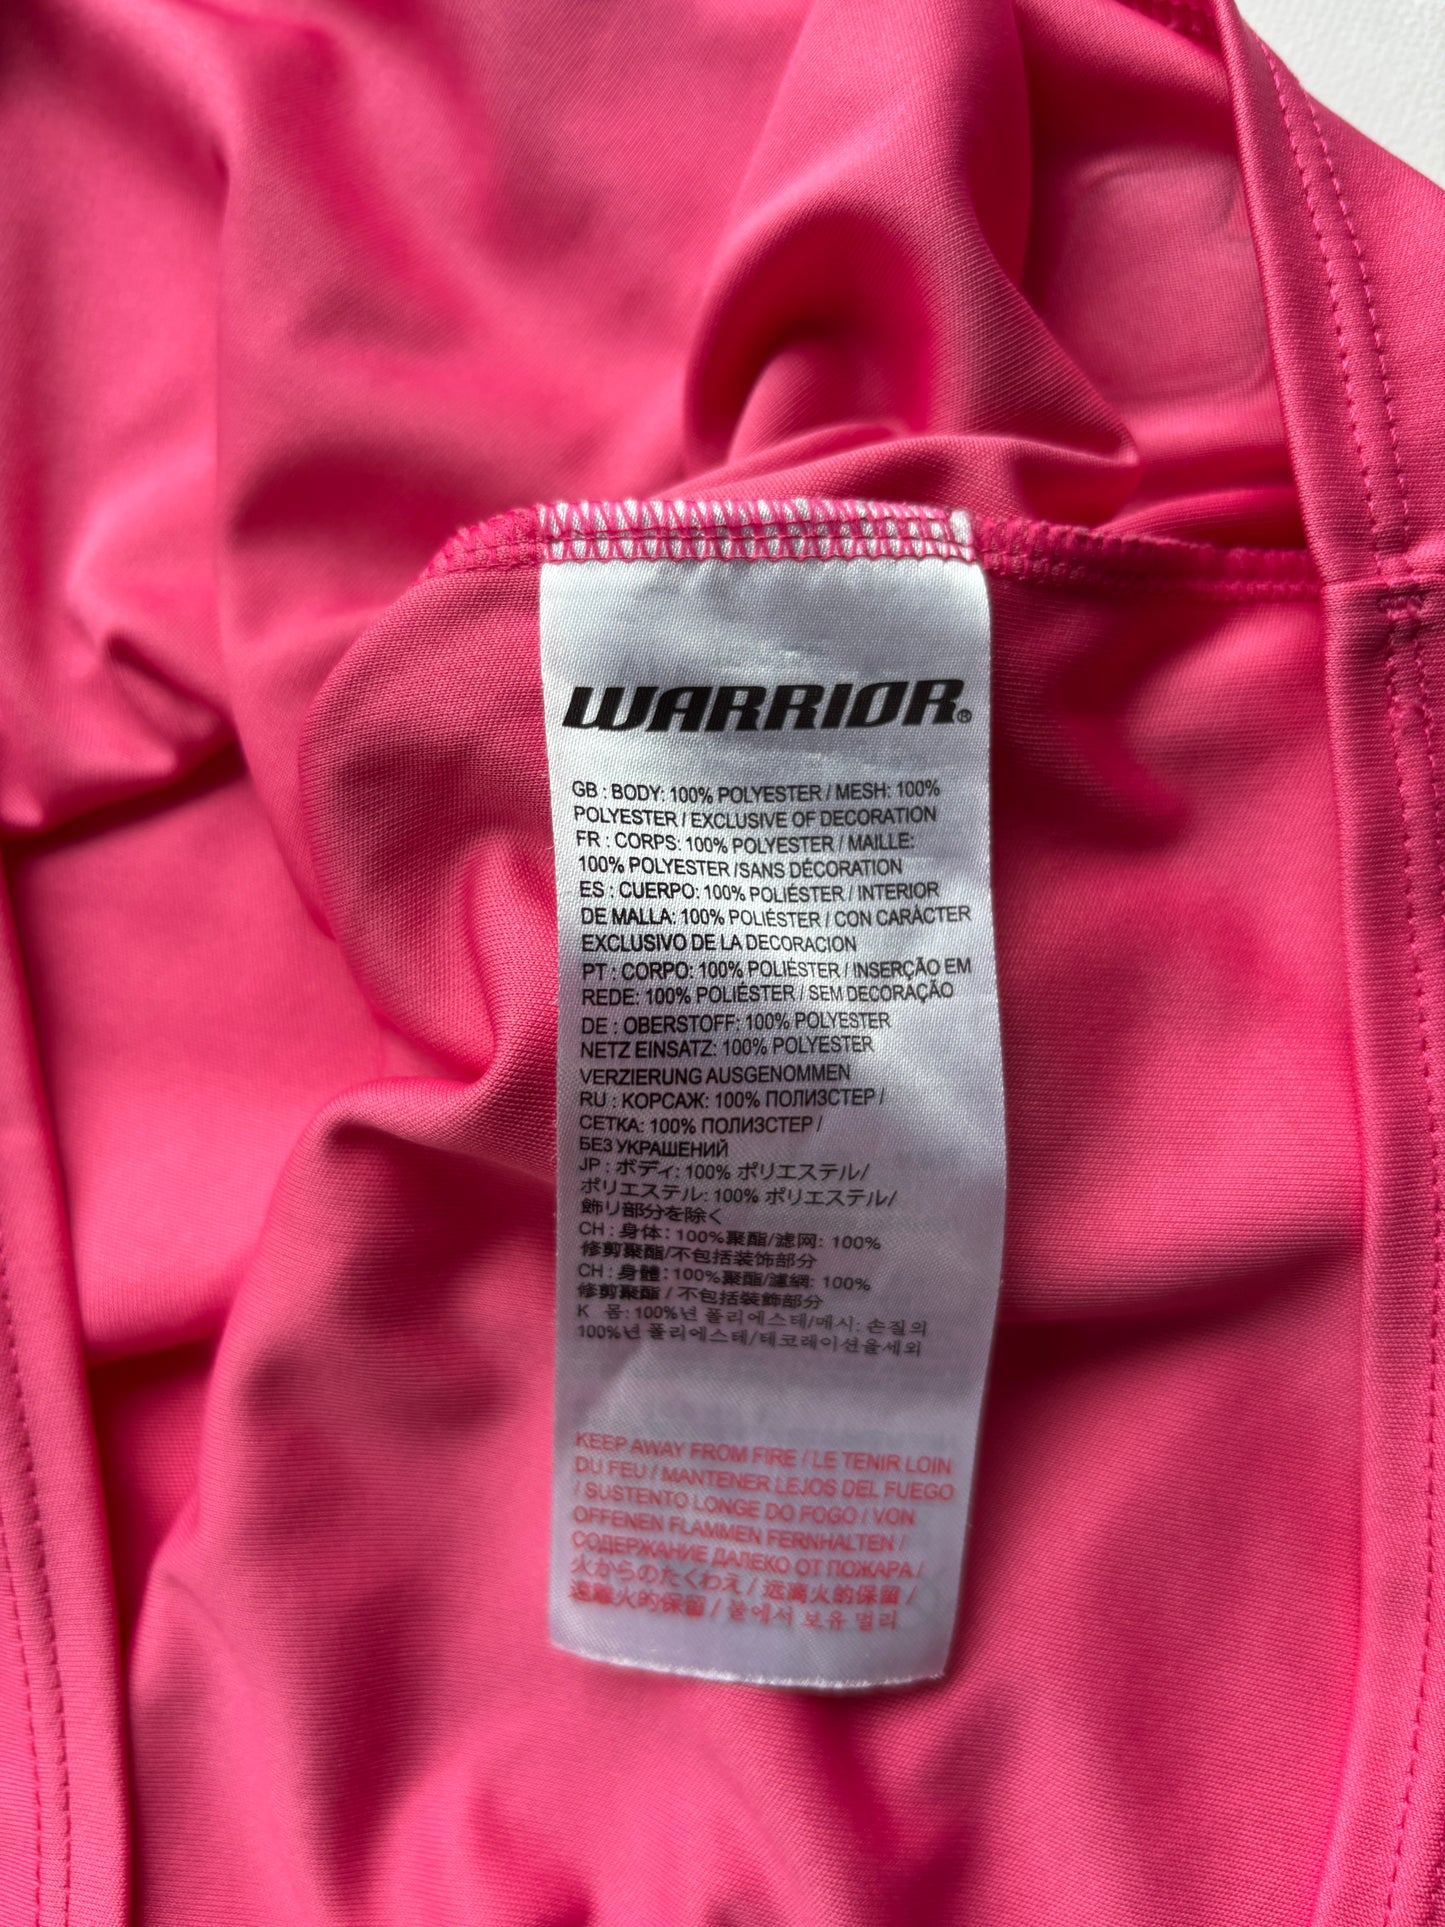 WARRIOR®
GB : BODY: 100% POLYESTER / MESH: 100%
POLYESTER / EXCLUSIVE OF DECORATION
FR : CORPS: 100% POLYESTER / MAILLE:
100% POLYESTER /SANS DÉCORATION
ES : CUERPO: 100% POLIÉSTER / INTERIOR
DE MALLA: 100% POLIÉSTER / CON CARÁCTER
EXCLUSIVO DE LA DECORACION
PT : CORPO: 100% POLIÉSTER / INSERÇÃO EM
REDE: 100% POLIÉSTER / SEM DECORAÇÃO
DE : OBERSTOFF: 100% POLYESTER
NETZ EINSATZ: 100% POLYESTER
VERZIERUNG AUSGENOMMEN
RU : КОРСАЖ: 100% ПОЛИЗСТЕР /
СЕТКА: 100% ПОЛИЗСТЕР /
БЕЗ УКРАШЕНИЙ
JP : ボディ: 100% ポリエステル/
ポリエステル: 100% ポリエステル/
飾り部分を除く
CH : 身体 : 100%聚酯/滤网: 100%
修剪聚酯/不包括装饰部分
CH : 身體 : 100%聚酯/濾網: 100%
修剪聚酯 / 不包括裝飾部分
K 몸: 100%년 폴리에스테/메시: 손질의
100%년 폴리에스테/테코레이션을세외
KEEP AWAY FROM FIRE / LE TENIR LOIN
DU FEU / MANTENER LEJOS DEL FUEGO
/ SUSTENTO LONGE DO FOGO / VON
OFFENEN FLAMMEN FERNHALTEN /
СОДЕРЖАНИЕ ДАЛЕКО ОТ ПОЖАРА /
火からのたくわえ / 远离火的保留 /
遠離火的保留 / 불에서 보유 멀리